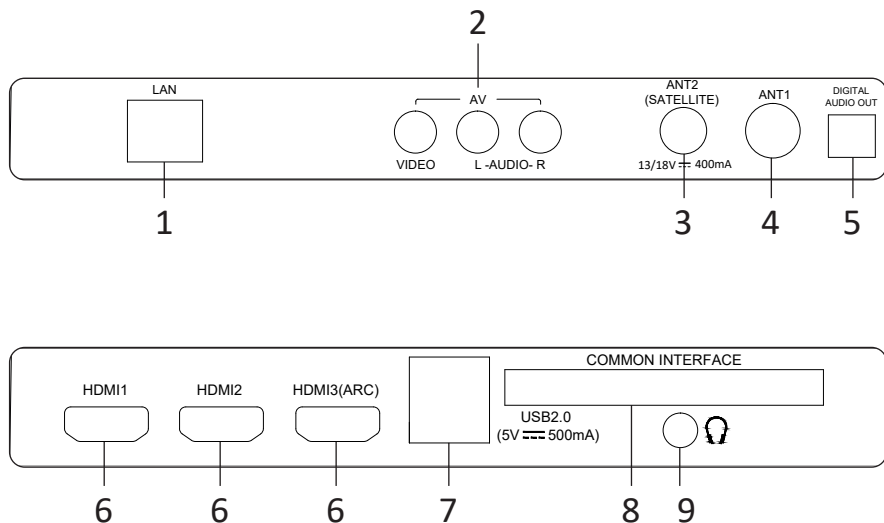 2
LAN
AV
ANT2
(SATELLITE)
ANT1
DIGITAL
AUDIO OUT
VIDEO
L -AUDIO- R
13/18V⎓400mA
1
3
4
5
COMMON INTERFACE
HDMI1
HDMI2
HDMI3(ARC)
USB2.0
(5V⎓500mA)
6
6
6
7
8
9